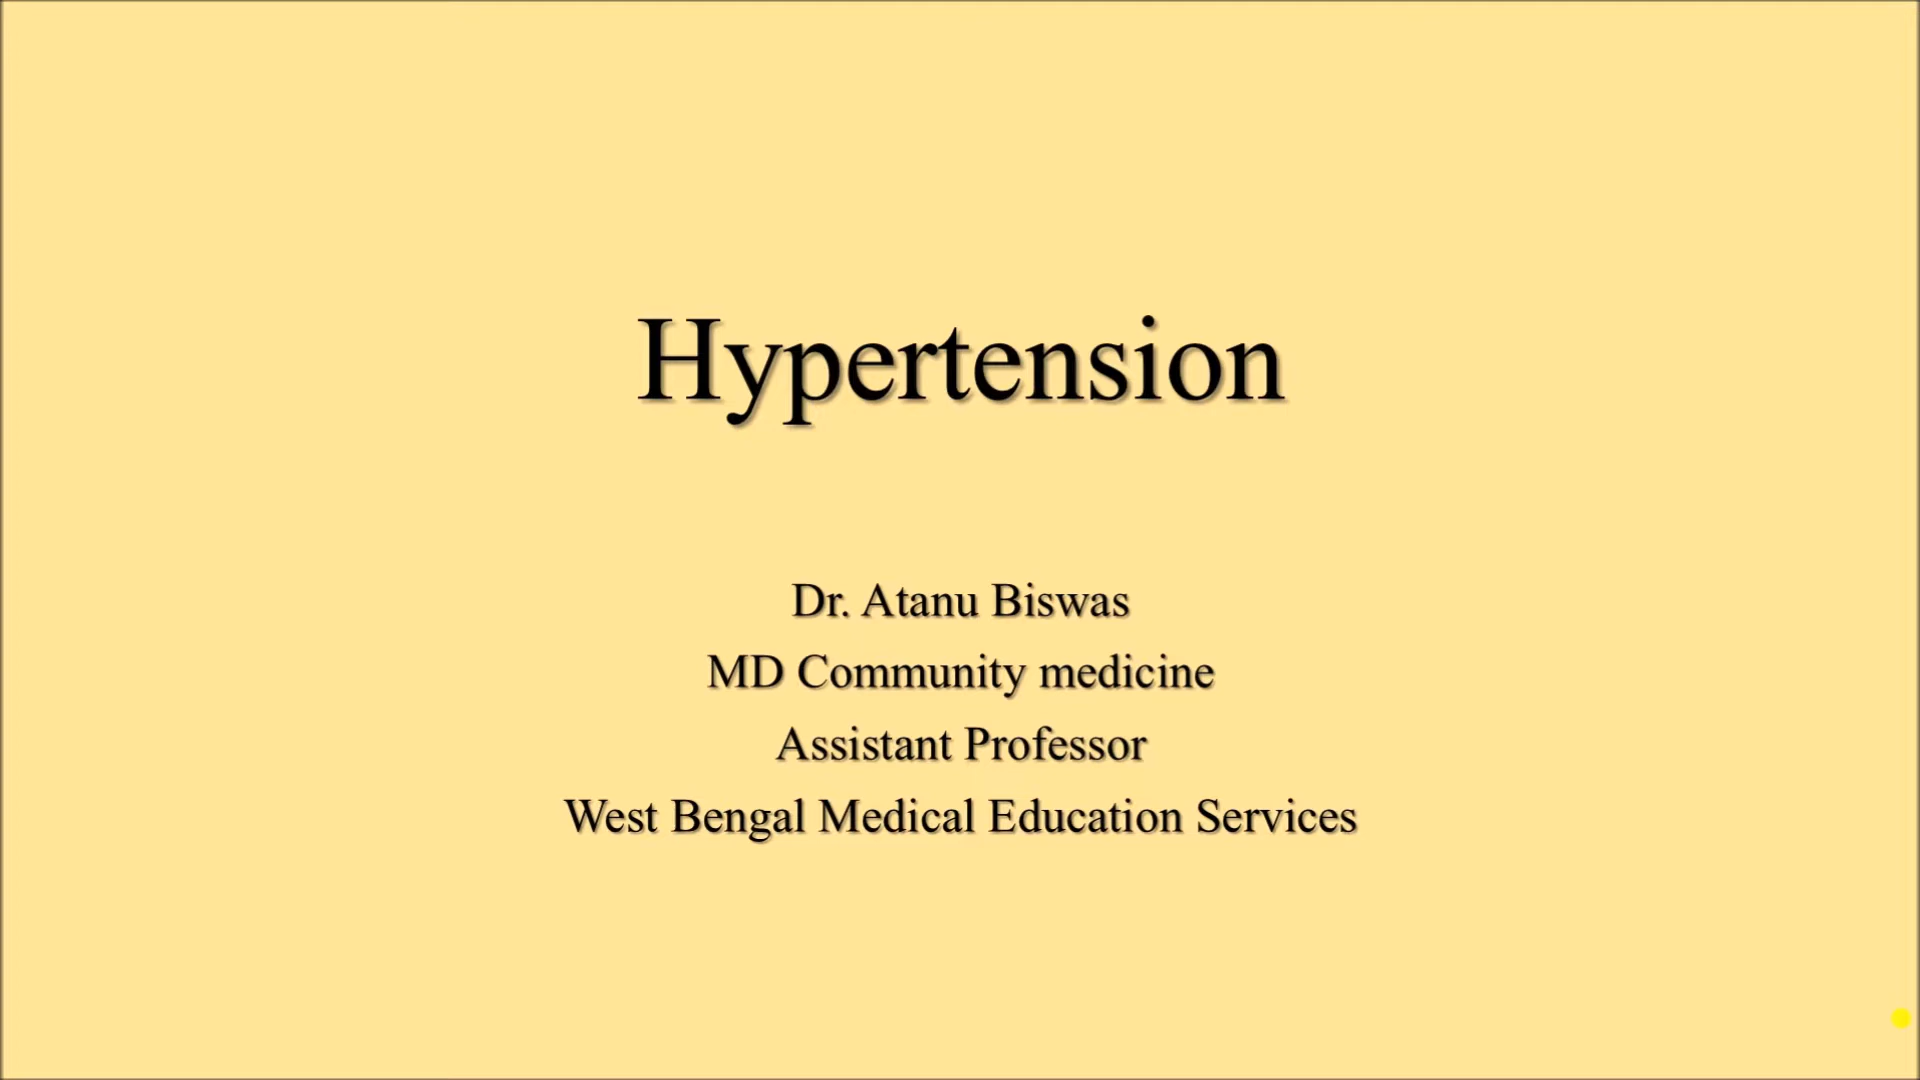 Hypertension
Dr. Atanu Biswas
MD Community medicine
Assistant Professor
West Bengal Medical Education Services